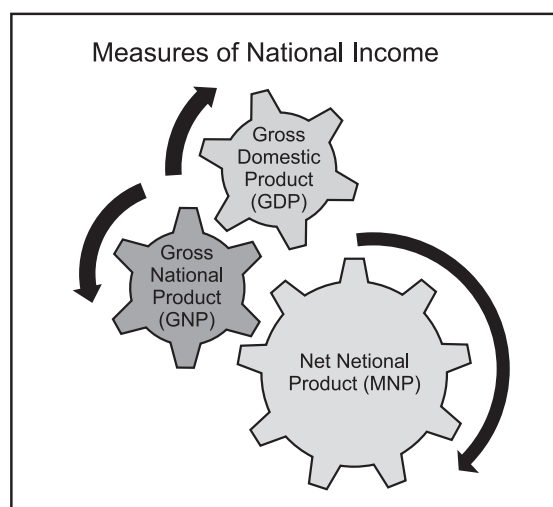 Measures of National Income
Gross
Domestic
Product
(GDP)
Gross
National
Product
(GNP)
Net Netional
Product (MNP)